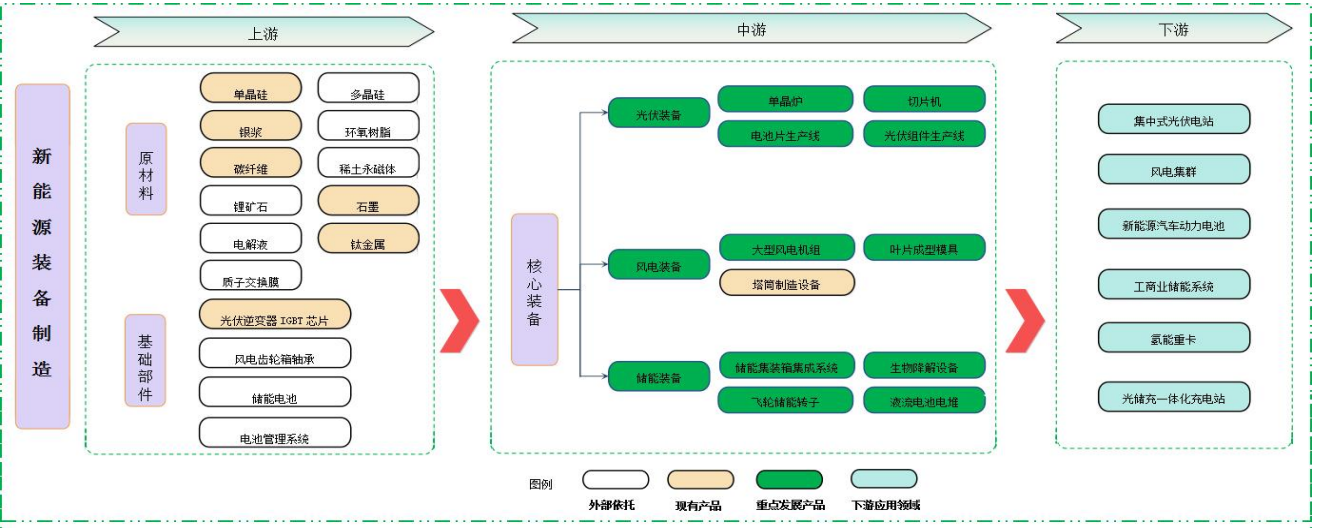 上游
中游
下游
新能源装备制造
原材料
单晶硅
多晶硅
银浆
环氧树脂
碳纤维
稀土永磁体
锂矿石
石墨
电解液
钛金属
质子交换膜
基础部件
光伏逆变器 IGBT 芯片
风电齿轮箱轴承
储能电池
电池管理系统
核心装备
光伏装备
单晶炉
切片机
电池片生产线
光伏组件生产线
风电装备
大型风电机组
叶片成型模具
塔筒制造设备
储能装备
储能集装箱集成系统
生物降解设备
飞轮储能转子
液流电池电堆
集中式光伏电站
风电集群
新能源汽车动力电池
工商业储能系统
氢能重卡
光储充一体化充电站
图例
外部依托
现有产品
重点发展产品
下游应用领域